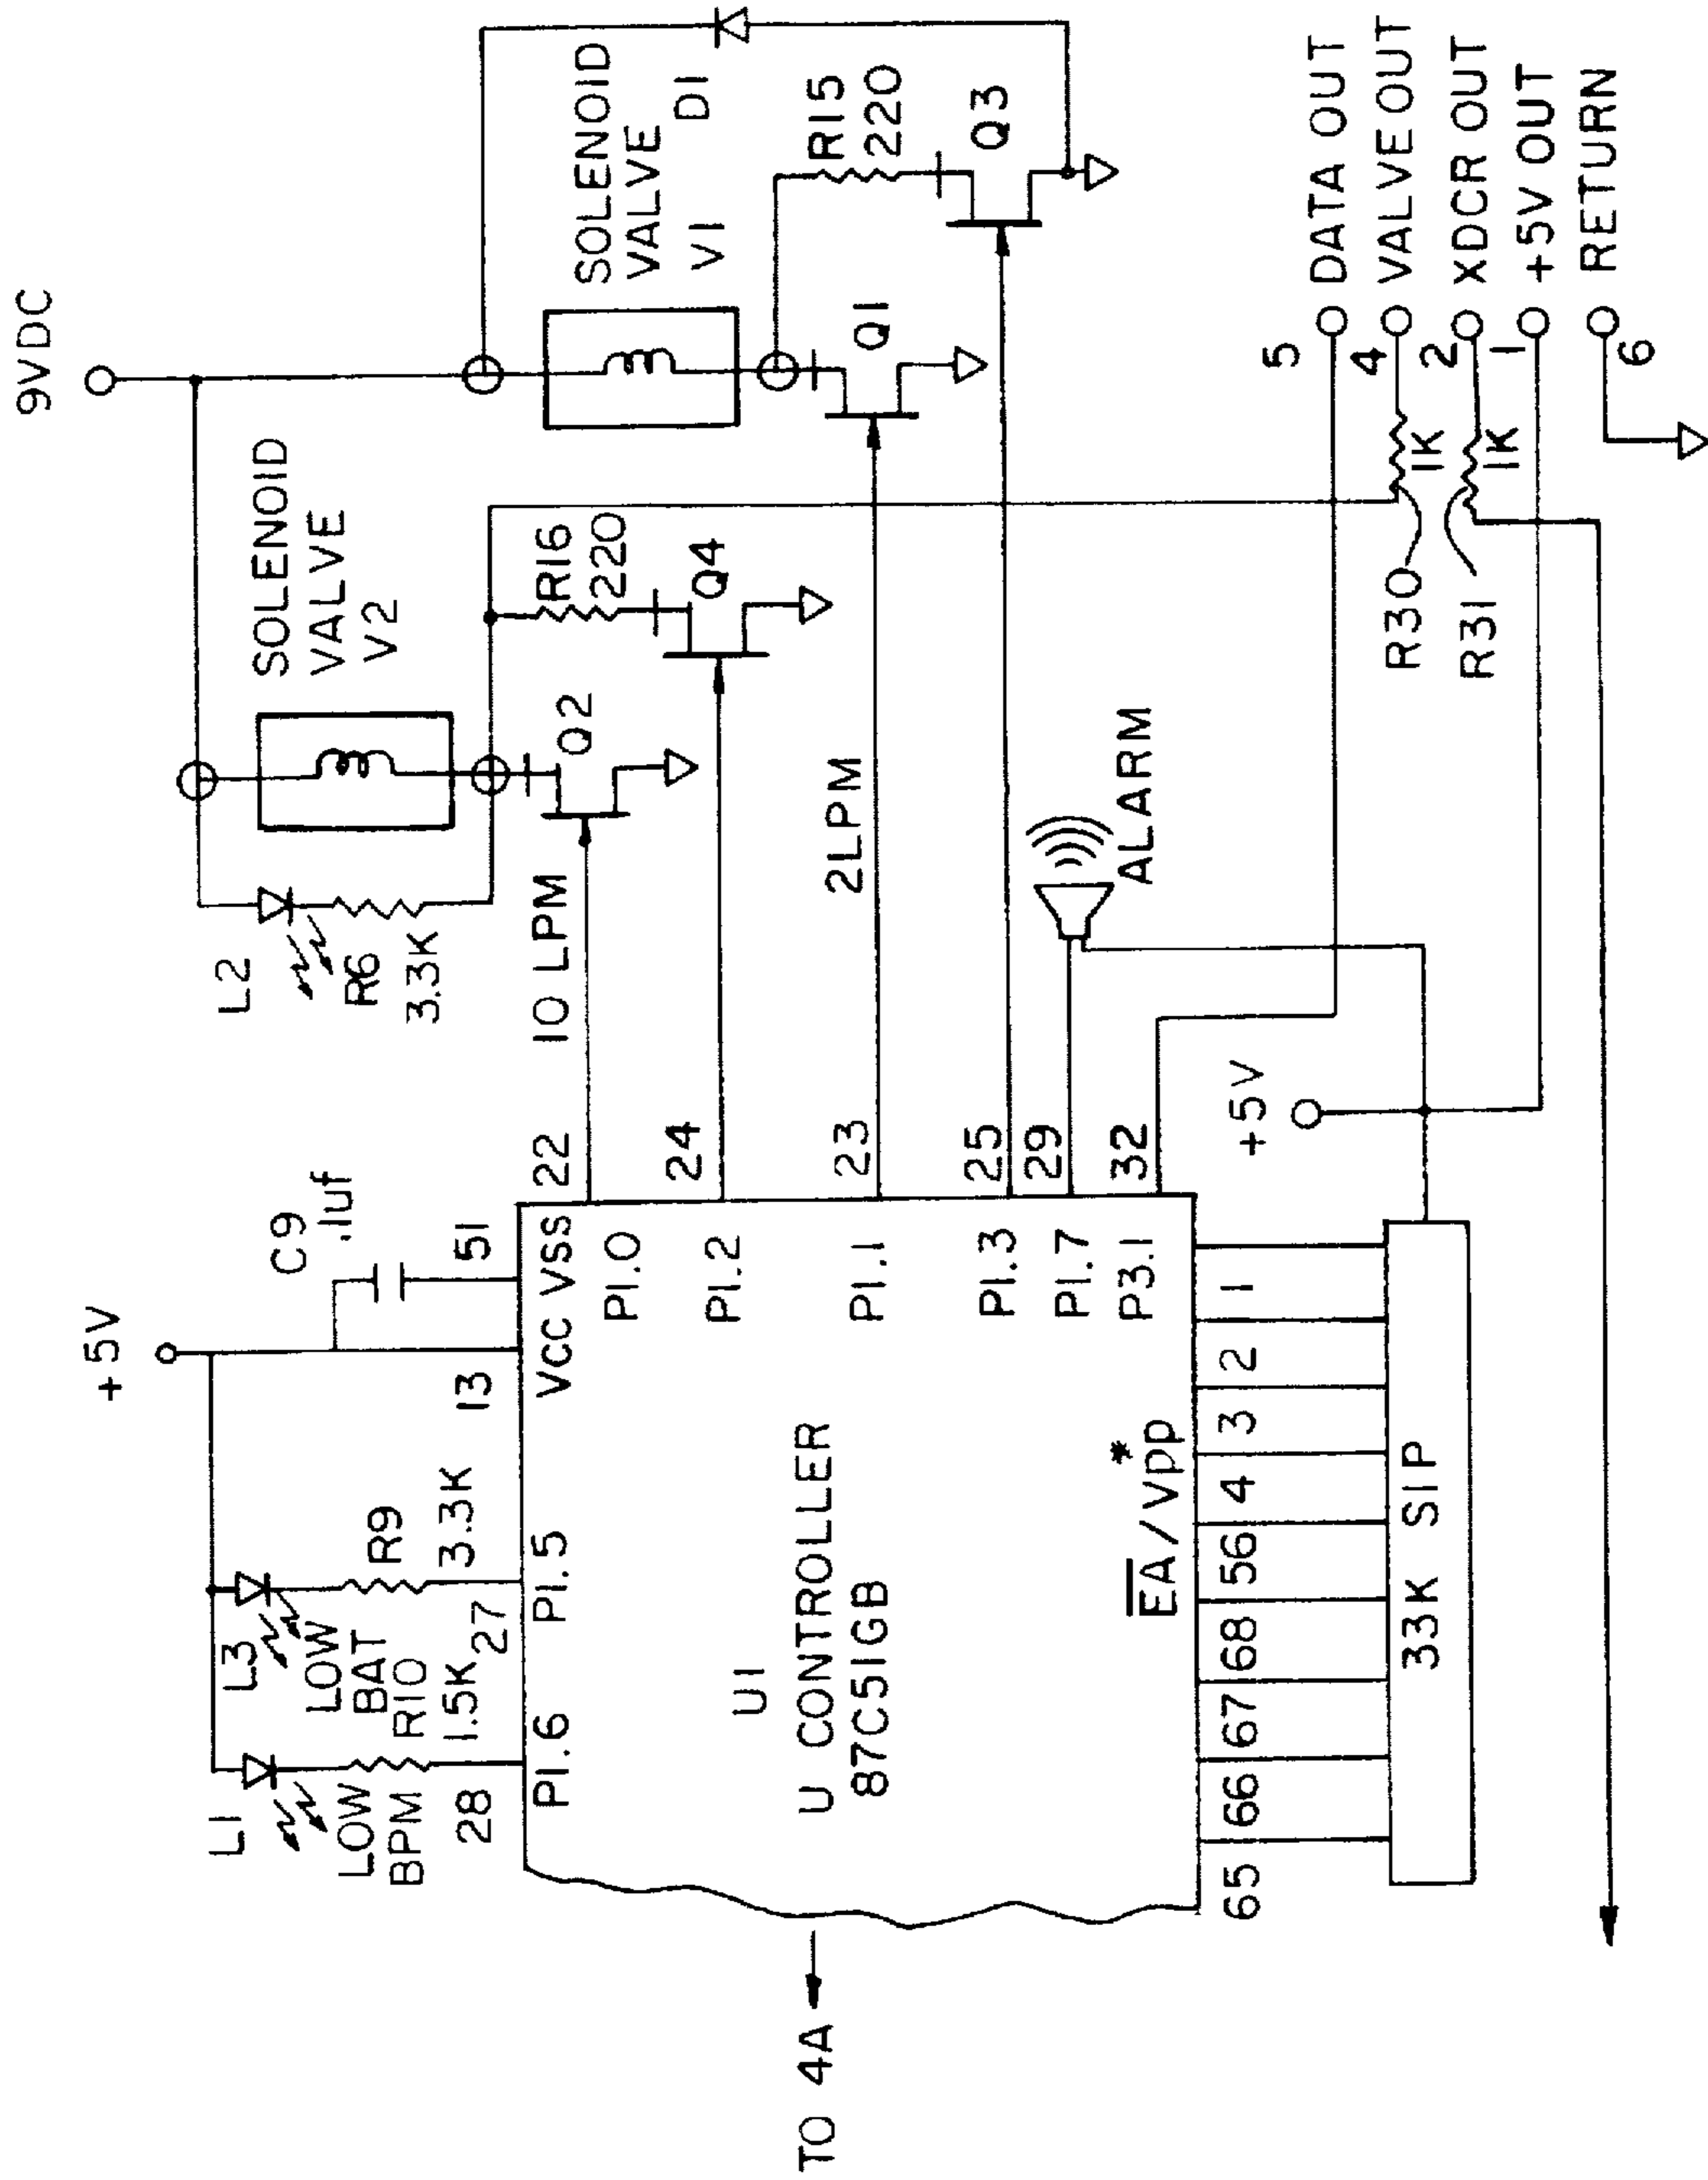 9VDC
SOLENOID
VALVE
V2
SOLENOID
VALVE
V1
D1
L2
R6
3.3K
R16
220
Q4
Q2
R15
220
Q3
Q1
10 LPM
2LPM
ALARM
+5V
C9
.1uf
L3
LOW
BAT
R9
3.3K
L1
LOW
BPM
R10
1.5K
28
27
13
51
P1.6
P1.5
VCC
VSS
22
P1.0
24
P1.2
23
P1.1
25
P1.3
29
P1.7
32
P3.1
U1
U CONTROLLER
87C51GB
EA/Vpp*
TO 4A
65
66
67
68
56
4
3
2
1
33K SIP
+5V
R30
1K
R31
1K
5
DATA OUT
4
VALVE OUT
2
XDCR OUT
1
+5V OUT
6
RETURN